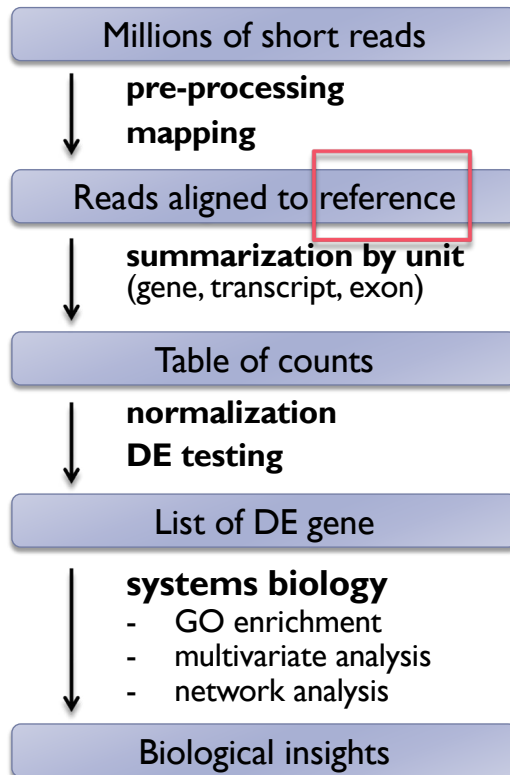 Millions of short reads
pre-processing
mapping
Reads aligned to reference
summarization by unit
(gene, transcript, exon)
Table of counts
normalization
DE testing
List of DE gene
systems biology
- GO enrichment
- multivariate analysis
- network analysis
Biological insights